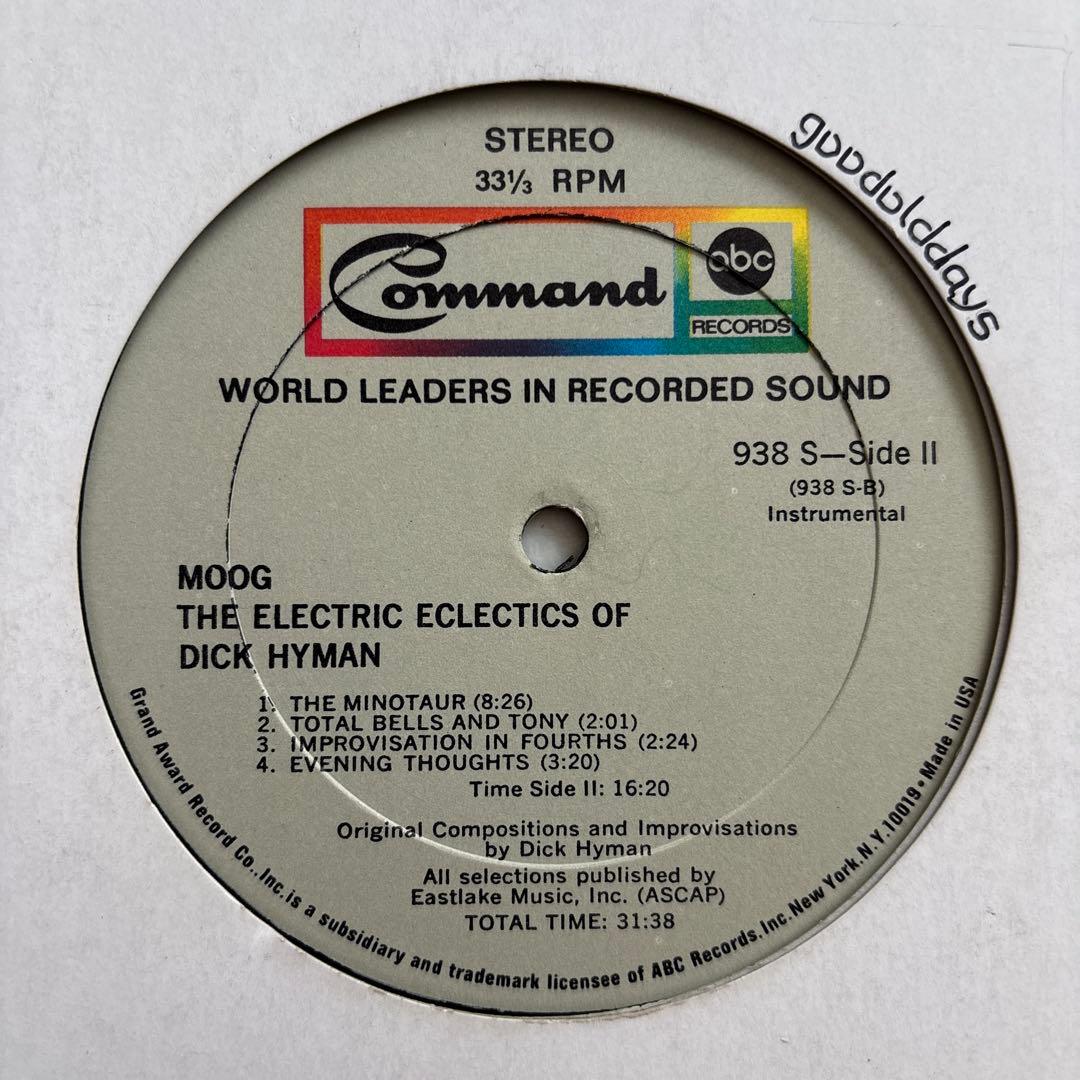 STEREO
33⅓ RPM
Command
abc
RECORDS
WORLD LEADERS IN RECORDED SOUND
938 S—Side II
(938 S-B)
Instrumental
MOOG
THE ELECTRIC ECLECTICS OF
DICK HYMAN
1. THE MINOTAUR (8:26)
2. TOTAL BELLS AND TONY (2:01)
3. IMPROVISATION IN FOURTHS (2:24)
4. EVENING THOUGHTS (3:20)
Time Side II: 16:20
Original Compositions and Improvisations
by Dick Hyman
All selections published by
Eastlake Music, Inc. (ASCAP)
TOTAL TIME: 31:38
Grand Award Record Co., Inc. is a subsidiary and trademark licensee of ABC Records, Inc. New York, N.Y. 10019 • Made in USA
goodolddays